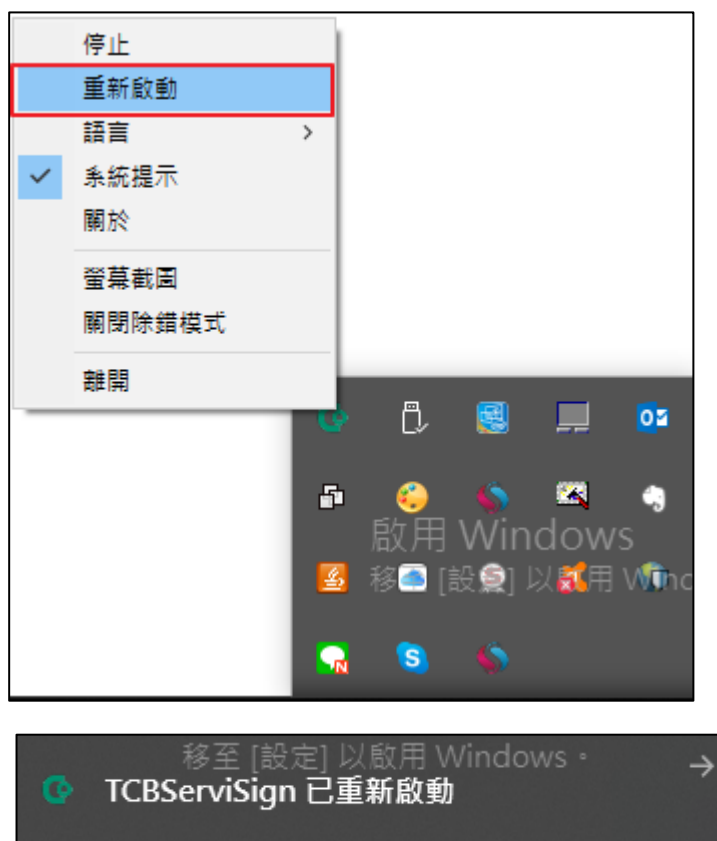 停止
重新啟動
語言
系統提示
關於
螢幕截圖
關閉除錯模式
離開
啟用 Windows
移至 [設定] 以啟用 Windows。
TCBServiSign 已重新啟動